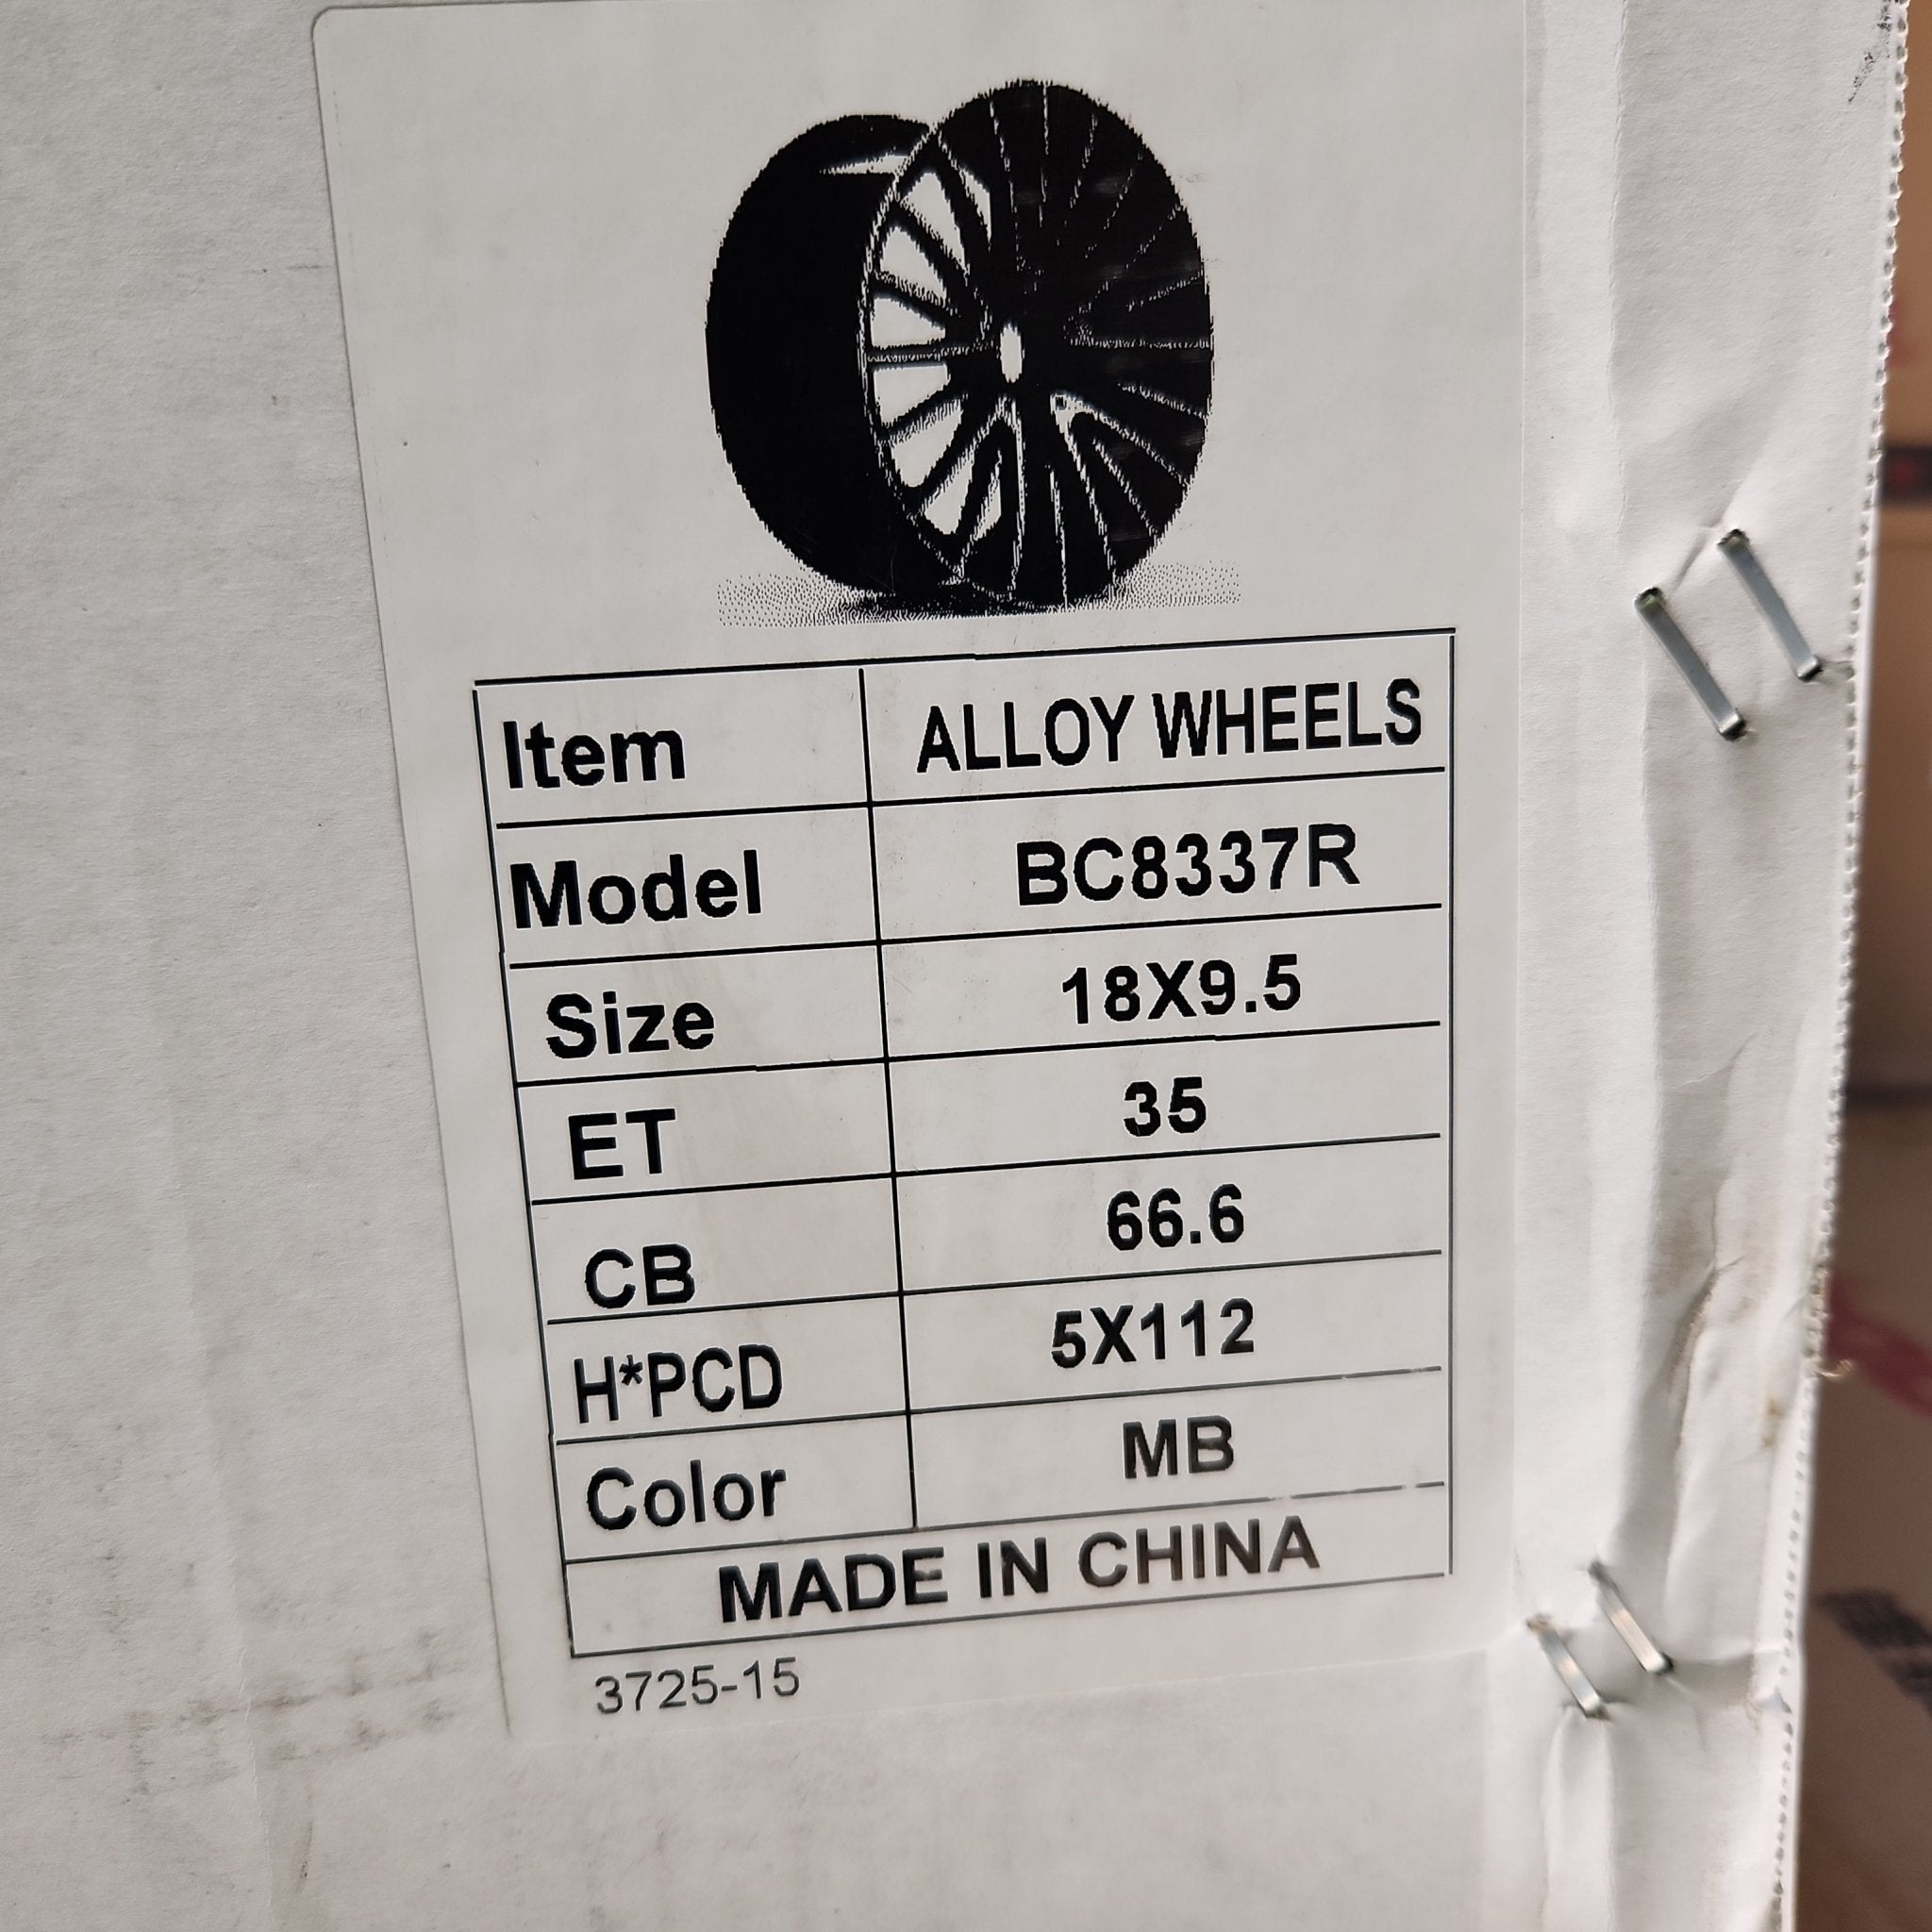 Item ALLOY WHEELS
Model BC8337R
Size 18X9.5
ET 35
CB 66.6
H*PCD 5X112
Color MB
MADE IN CHINA
3725-15